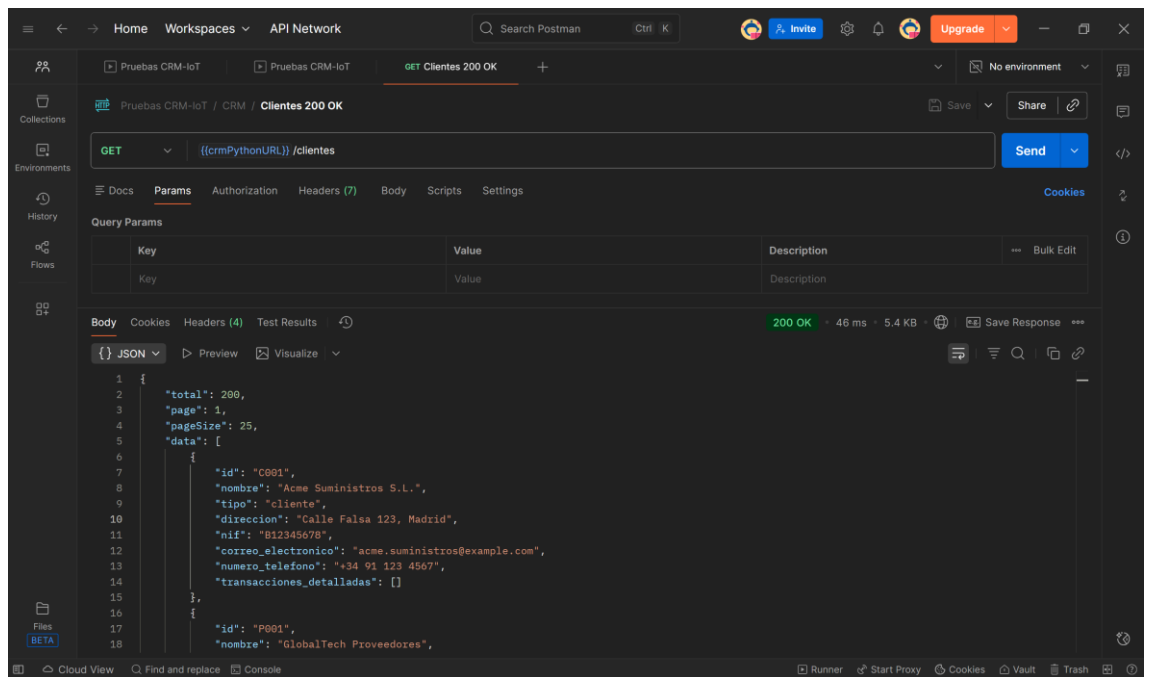 Home Workspaces API Network Search Postman Ctrl K Invite Upgrade
Pruebas CRM-IoT Pruebas CRM-IoT GET Clientes 200 OK + No environment
HTTP Pruebas CRM-IoT / CRM / Clientes 200 OK Save Share
Collections
GET {{crmPythonURL}} /clientes Send
Environments
Docs Params Authorization Headers (7) Body Scripts Settings Cookies
History
Query Params
Key Value Description Bulk Edit
Flows
Key Value Description
Body Cookies Headers (4) Test Results 200 OK 46 ms 5.4 KB e.g. Save Response
{} JSON Preview Visualize
1 {
2 "total": 200,
3 "page": 1,
4 "pageSize": 25,
5 "data": [
6 {
7 "id": "C001",
8 "nombre": "Acme Suministros S.L.",
9 "tipo": "cliente",
10 "direccion": "Calle Falsa 123, Madrid",
11 "nif": "B12345678",
12 "correo_electronico": "acme.suministros@example.com",
13 "numero_telefono": "+34 91 123 4567",
14 "transacciones_detalladas": []
15 },
16 {
17 "id": "P001",
18 "nombre": "GlobalTech Proveedores",
Files
BETA
Cloud View Find and replace Console Runner Start Proxy Cookies Vault Trash